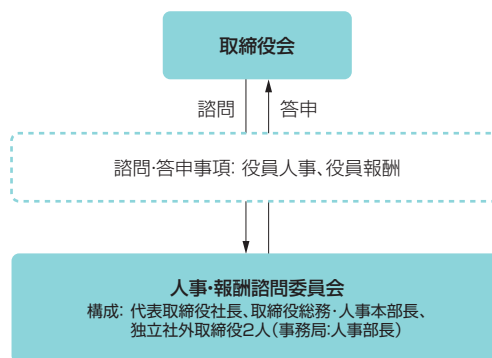 取締役会
諮問 答申
諮問・答申事項: 役員人事、役員報酬
人事・報酬諮問委員会
構成: 代表取締役社長、取締役総務・人事本部長、
独立社外取締役2人(事務局:人事部長)